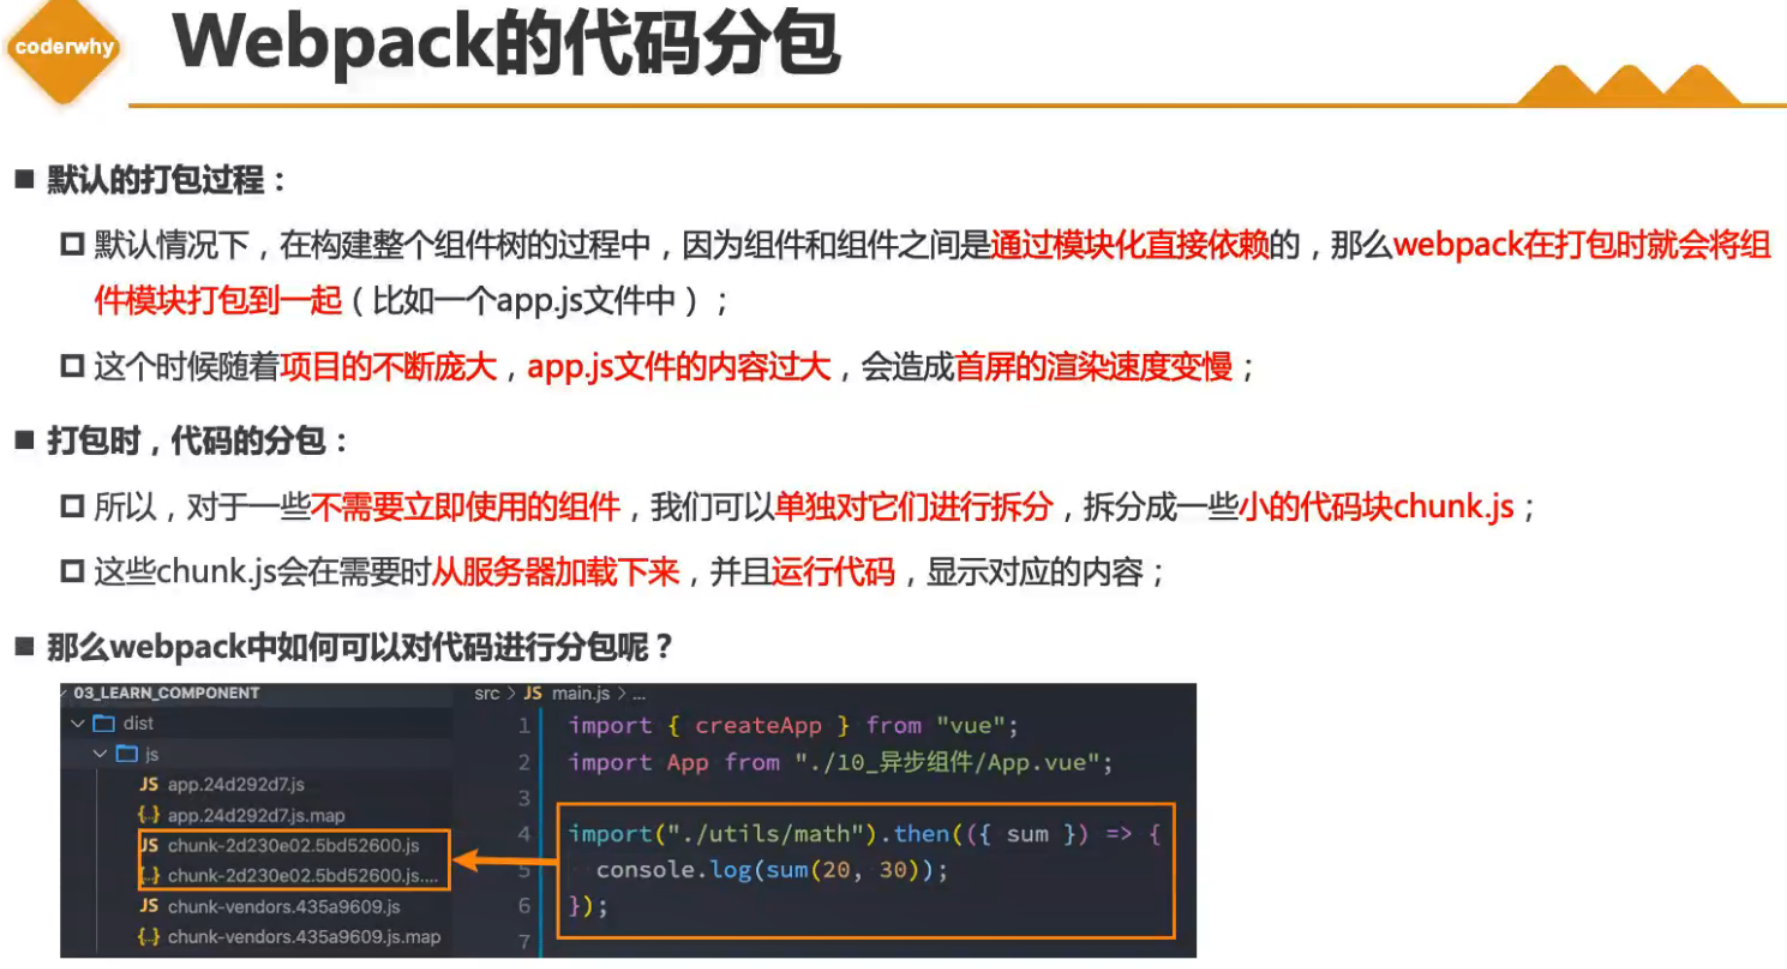 coderwhy
Webpack的代码分包
默认的打包过程：
默认情况下，在构建整个组件树的过程中，因为组件和组件之间是通过模块化直接依赖的，那么webpack在打包时就会将组
件模块打包到一起（比如一个app.js文件中）；
这个时候随着项目的不断庞大，app.js文件的内容过大，会造成首屏的渲染速度变慢；
打包时，代码的分包：
所以，对于一些不需要立即使用的组件，我们可以单独对它们进行拆分，拆分成一些小的代码块chunk.js；
这些chunk.js会在需要时从服务器加载下来，并且运行代码，显示对应的内容；
那么webpack中如何可以对代码进行分包呢？
03_LEARN_COMPONENT
dist
js
JS app.24d292d7.js
{..} app.24d292d7.js.map
JS chunk-2d230e02.5bd52600.js
{..} chunk-2d230e02.5bd52600.js....
JS chunk-vendors.435a9609.js
{..} chunk-vendors.435a9609.js.map
src > JS main.js > ...
1 import { createApp } from "vue";
2 import App from "./10_异步组件/App.vue";
3
4 import("./utils/math").then(({ sum }) => {
5 console.log(sum(20, 30));
6 });
7